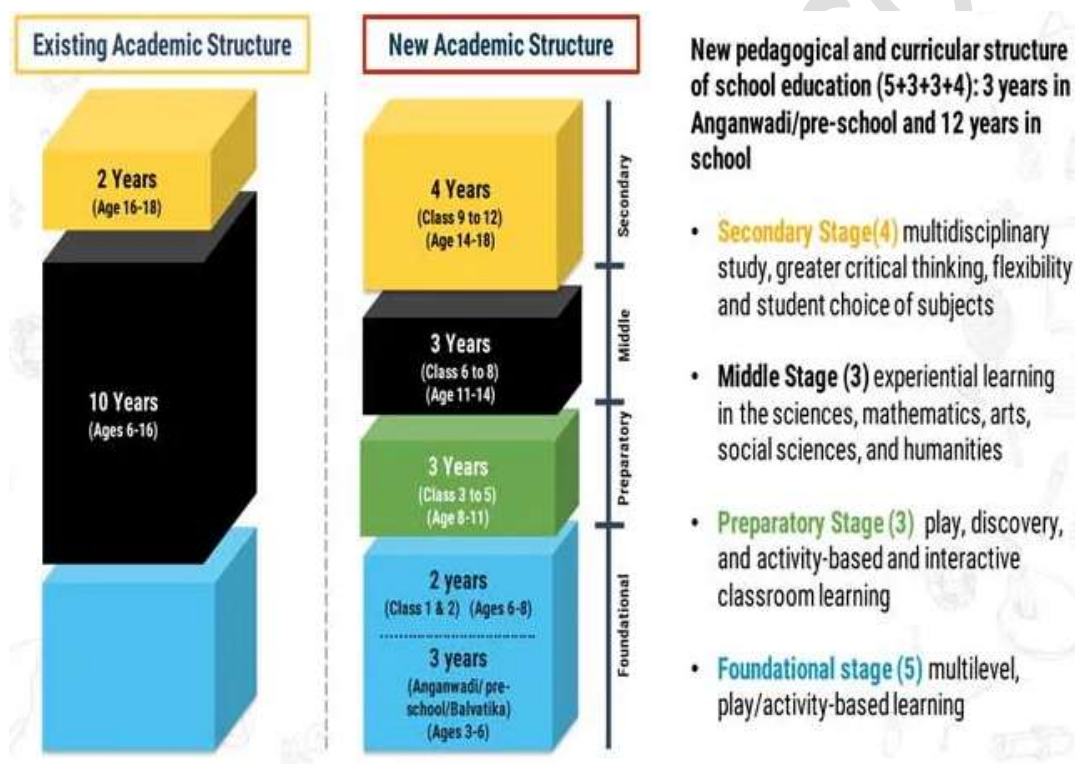 Existing Academic Structure
2 Years
(Age 16-18)
10 Years
(Ages 6-16)
New Academic Structure
4 Years
(Class 9 to 12)
(Age 14-18)
3 Years
(Class 6 to 8)
(Age 11-14)
3 Years
(Class 3 to 5)
(Age 8-11)
2 years
(Class 1 & 2) (Ages 6-8)
3 years
(Anganwadi/ pre-
school/Balvatika)
(Ages 3-6)
Secondary
Middle
Preparatory
Foundational
New pedagogical and curricular structure
of school education (5+3+3+4): 3 years in
Anganwadi/pre-school and 12 years in
school
• Secondary Stage(4) multidisciplinary
study, greater critical thinking, flexibility
and student choice of subjects
• Middle Stage (3) experiential learning
in the sciences, mathematics, arts,
social sciences, and humanities
• Preparatory Stage (3) play, discovery,
and activity-based and interactive
classroom learning
• Foundational stage (5) multilevel,
play/activity-based learning